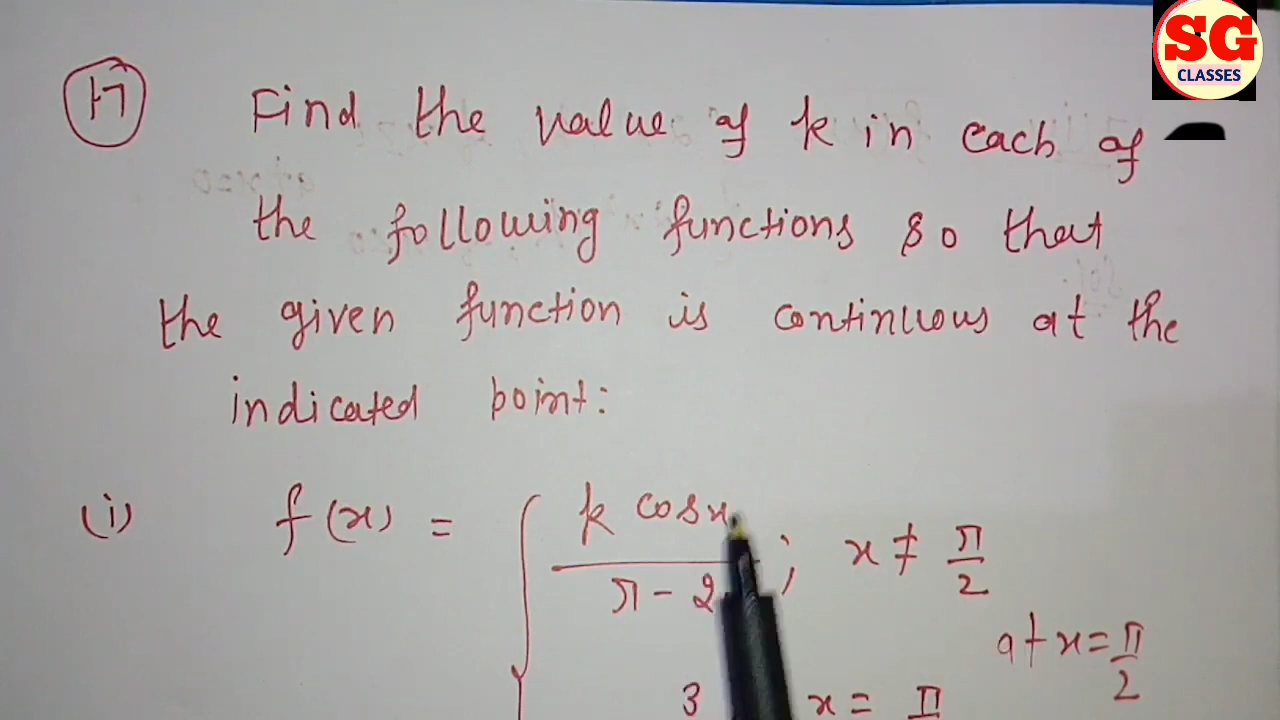 SG
CLASSES
17 Find the value of k in each of
the following functions so that
the given function is continuous at the
indicated point:
(i) f(x) = { k cosx / π - 2 ; x ≠ π/2
at x = π/2
3 x = π